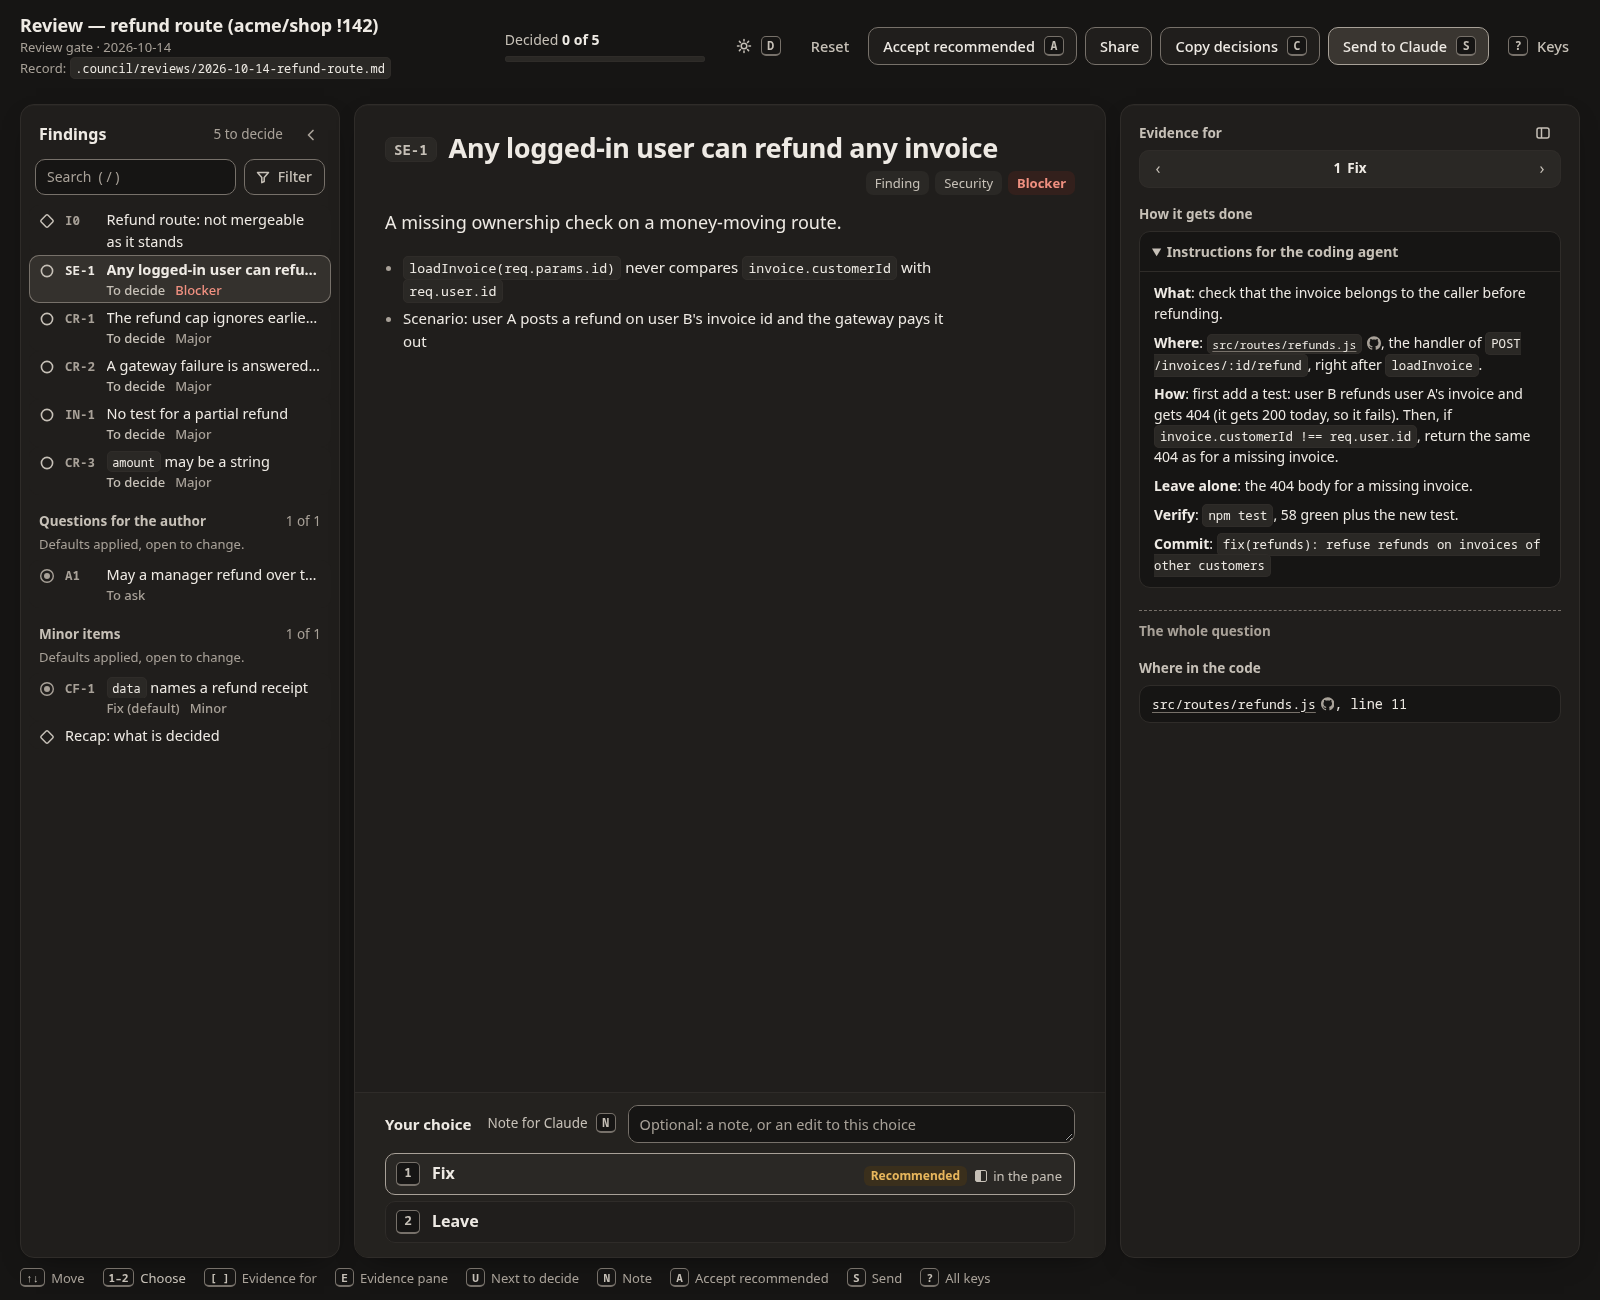 Review — refund route (acme/shop !142)
Review gate · 2026-10-14
Record: .council/reviews/2026-10-14-refund-route.md
Decided 0 of 5
D
Reset
Accept recommended A
Share
Copy decisions C
Send to Claude S
? Keys
Findings
5 to decide
Search ( / )
Filter
I0 Refund route: not mergeable
as it stands
SE-1 Any logged-in user can refu...
To decide Blocker
CR-1 The refund cap ignores earlie...
To decide Major
CR-2 A gateway failure is answered...
To decide Major
IN-1 No test for a partial refund
To decide Major
CR-3 amount may be a string
To decide Major
Questions for the author 1 of 1
Defaults applied, open to change.
A1 May a manager refund over t...
To ask
Minor items 1 of 1
Defaults applied, open to change.
CF-1 data names a refund receipt
Fix (default) Minor
Recap: what is decided
SE-1 Any logged-in user can refund any invoice
Finding Security Blocker
A missing ownership check on a money-moving route.
• loadInvoice(req.params.id) never compares invoice.customerId with
req.user.id
• Scenario: user A posts a refund on user B's invoice id and the gateway pays it
out
Your choice Note for Claude N Optional: a note, or an edit to this choice
1 Fix Recommended in the pane
2 Leave
Evidence for
‹ 1 Fix ›
How it gets done
▼ Instructions for the coding agent
What: check that the invoice belongs to the caller before
refunding.
Where: src/routes/refunds.js , the handler of POST
/invoices/:id/refund, right after loadInvoice.
How: first add a test: user B refunds user A's invoice and
gets 404 (it gets 200 today, so it fails). Then, if
invoice.customerId !== req.user.id, return the same
404 as for a missing invoice.
Leave alone: the 404 body for a missing invoice.
Verify: npm test, 58 green plus the new test.
Commit: fix(refunds): refuse refunds on invoices of
other customers
The whole question
Where in the code
src/routes/refunds.js , line 11
↑↓ Move 1–2 Choose [ ] Evidence for E Evidence pane U Next to decide N Note A Accept recommended S Send ? All keys